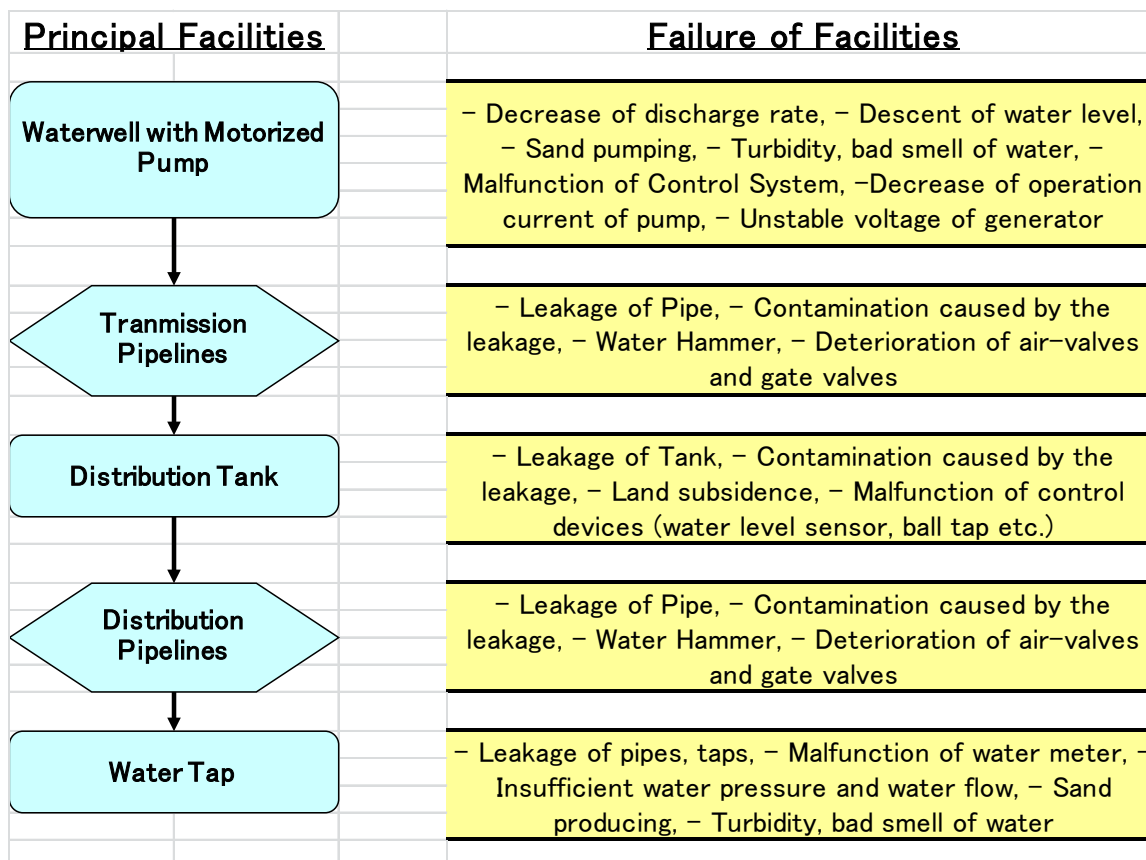 Principal Facilities
Failure of Facilities
Waterwell with Motorized
Pump
− Decrease of discharge rate, − Descent of water level,
− Sand pumping, − Turbidity, bad smell of water, −
Malfunction of Control System, −Decrease of operation
current of pump, − Unstable voltage of generator
Tranmission
Pipelines
− Leakage of Pipe, − Contamination caused by the
leakage, − Water Hammer, − Deterioration of air−valves
and gate valves
Distribution Tank
− Leakage of Tank, − Contamination caused by the
leakage, − Land subsidence, − Malfunction of control
devices (water level sensor, ball tap etc.)
Distribution
Pipelines
− Leakage of Pipe, − Contamination caused by the
leakage, − Water Hammer, − Deterioration of air−valves
and gate valves
Water Tap
− Leakage of pipes, taps, − Malfunction of water meter, −
Insufficient water pressure and water flow, − Sand
producing, − Turbidity, bad smell of water